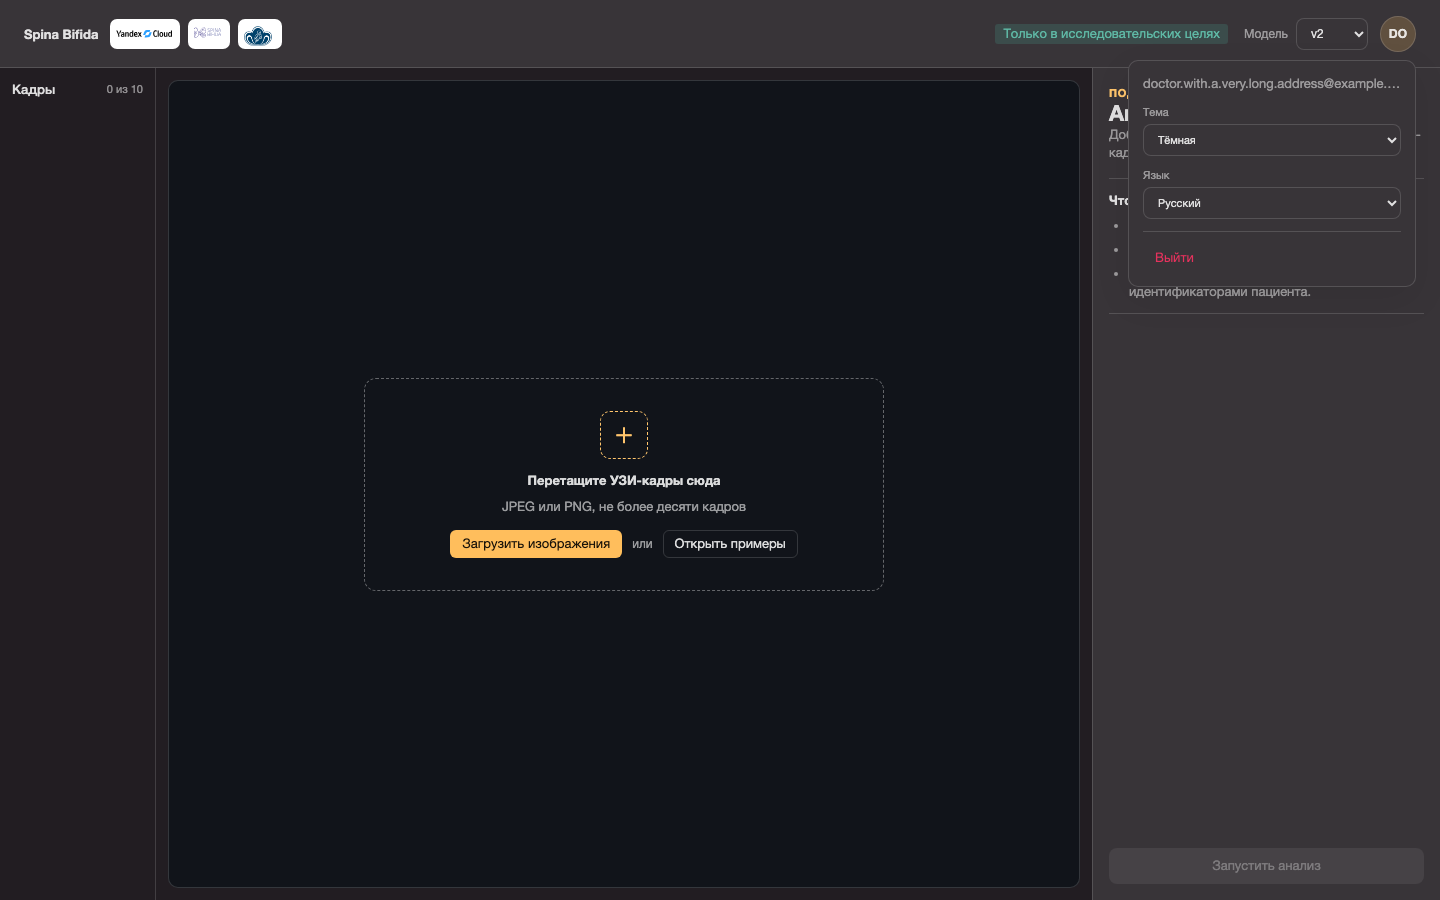 Spina Bifida
Yandex Cloud
SPINA BIFIDA
Только в исследовательских целях
Модель
v2
DO
Кадры
0 из 10
doctor.with.a.very.long.address@example....
Тема
Тёмная
Язык
Русский
Выйти
идентификаторами пациента.
Перетащите УЗИ-кадры сюда
JPEG или PNG, не более десяти кадров
Загрузить изображения или Открыть примеры
Запустить анализ